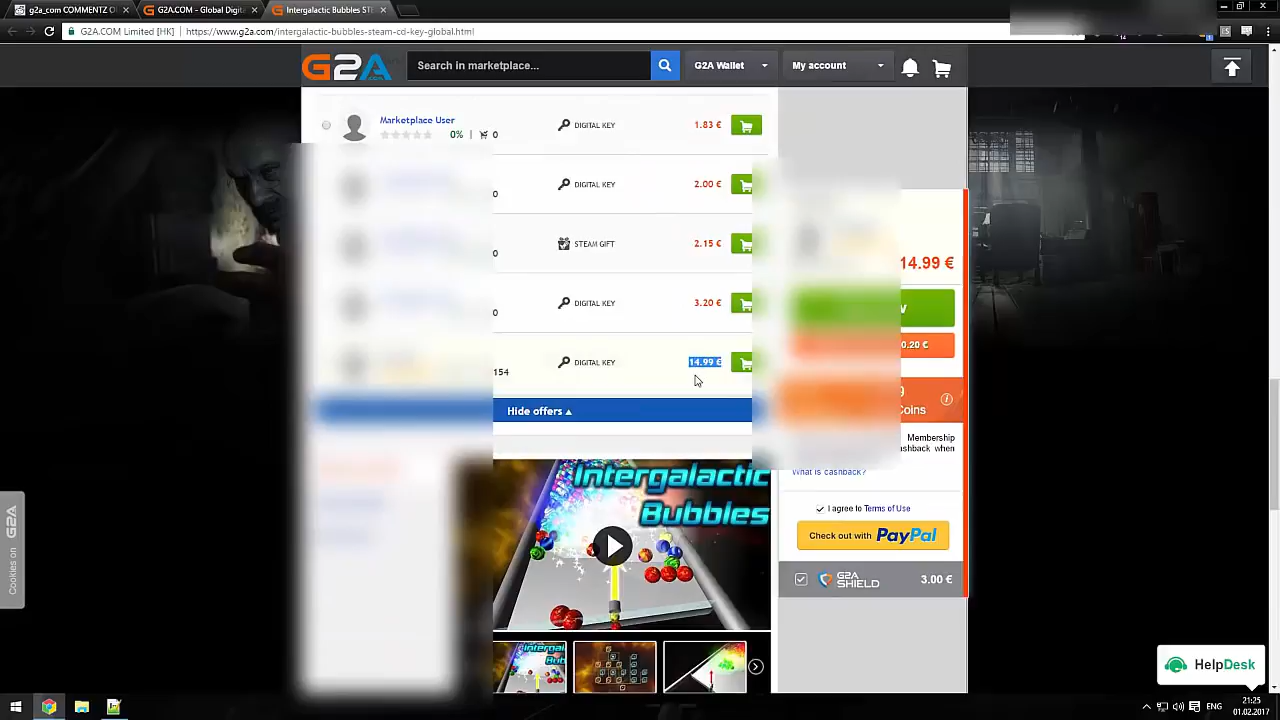 g2a_com COMMENTZ O
G2A.COM - Global Digita
Intergalactic Bubbles STE
G2A.COM Limited [HK] | https://www.g2a.com/intergalactic-bubbles-steam-cd-key-global.html
G2A.COM
Search in marketplace...
G2A Wallet
My account
Marketplace User
0% | 0
DIGITAL KEY
1.83 €
0
DIGITAL KEY
2.00 €
0
STEAM GIFT
2.15 €
0
DIGITAL KEY
3.20 €
154
DIGITAL KEY
14.99 €
Hide offers
14.99 €
0.20 €
Coins
Membership
cashback when
What is cashback?
I agree to Terms of Use
Check out with PayPal
G2A SHIELD
3.00 €
Intergalactic
Bubbles
Cookies on G2A
HelpDesk
ENG
21:25
01.02.2017